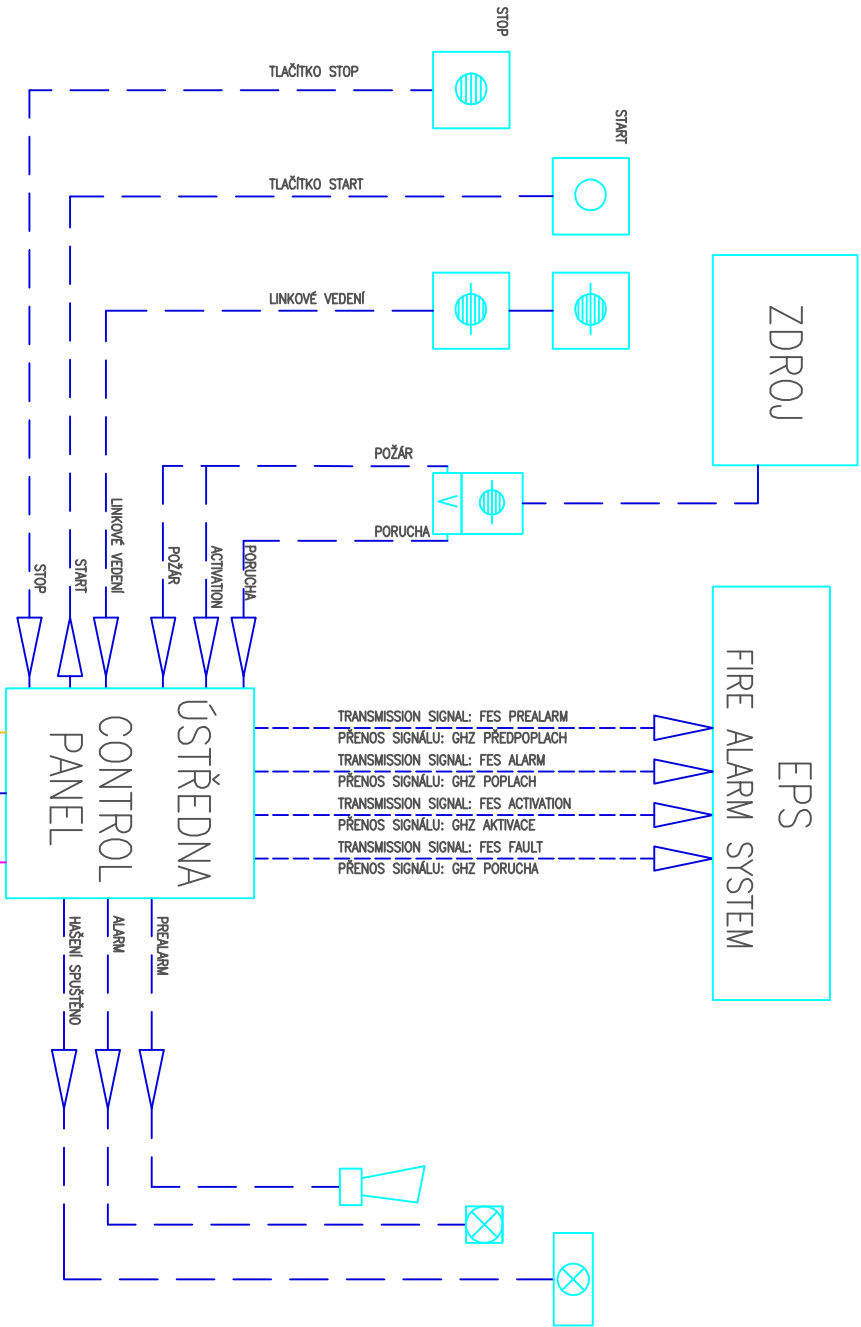 STOP
TLAČÍTKO STOP
START
TLAČÍTKO START
LINKOVÉ VEDENÍ
ZDROJ
POŽÁR
PORUCHA
STOP
START
LINKOVÉ VEDENÍ
POŽÁR
ACTIVATION
PORUCHA
ÚSTŘEDNA
CONTROL
PANEL
TRANSMISSION SIGNAL: FES PREALARM
PŘENOS SIGNÁLU: GHZ PŘEDPOPLACH
TRANSMISSION SIGNAL: FES ALARM
PŘENOS SIGNÁLU: GHZ POPLACH
TRANSMISSION SIGNAL: FES ACTIVATION
PŘENOS SIGNÁLU: GHZ AKTIVACE
TRANSMISSION SIGNAL: FES FAULT
PŘENOS SIGNÁLU: GHZ PORUCHA
EPS
FIRE ALARM SYSTEM
PREALARM
ALARM
HAŠENÍ SPUŠTĚNO